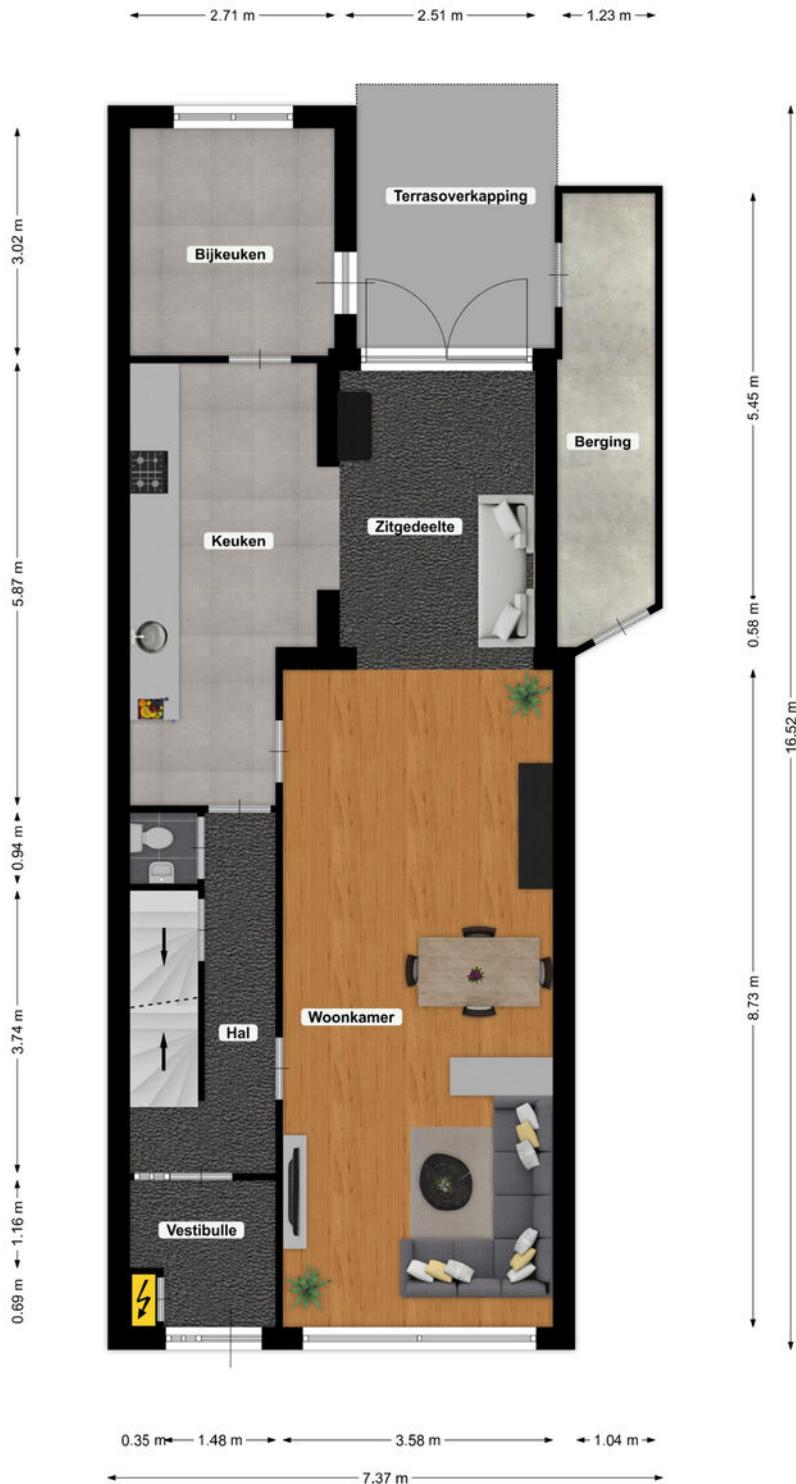 2.71 m
2.51 m
1.23 m
Terrasoverkapping
Bijkeuken
3.02 m
5.45 m
Berging
Zitgedeelte
Keuken
5.87 m
0.58 m
16.52 m
0.94 m
8.73 m
Woonkamer
Hal
3.74 m
1.16 m
Vestibulle
0.69 m
0.35 m
1.48 m
3.58 m
1.04 m
7.37 m